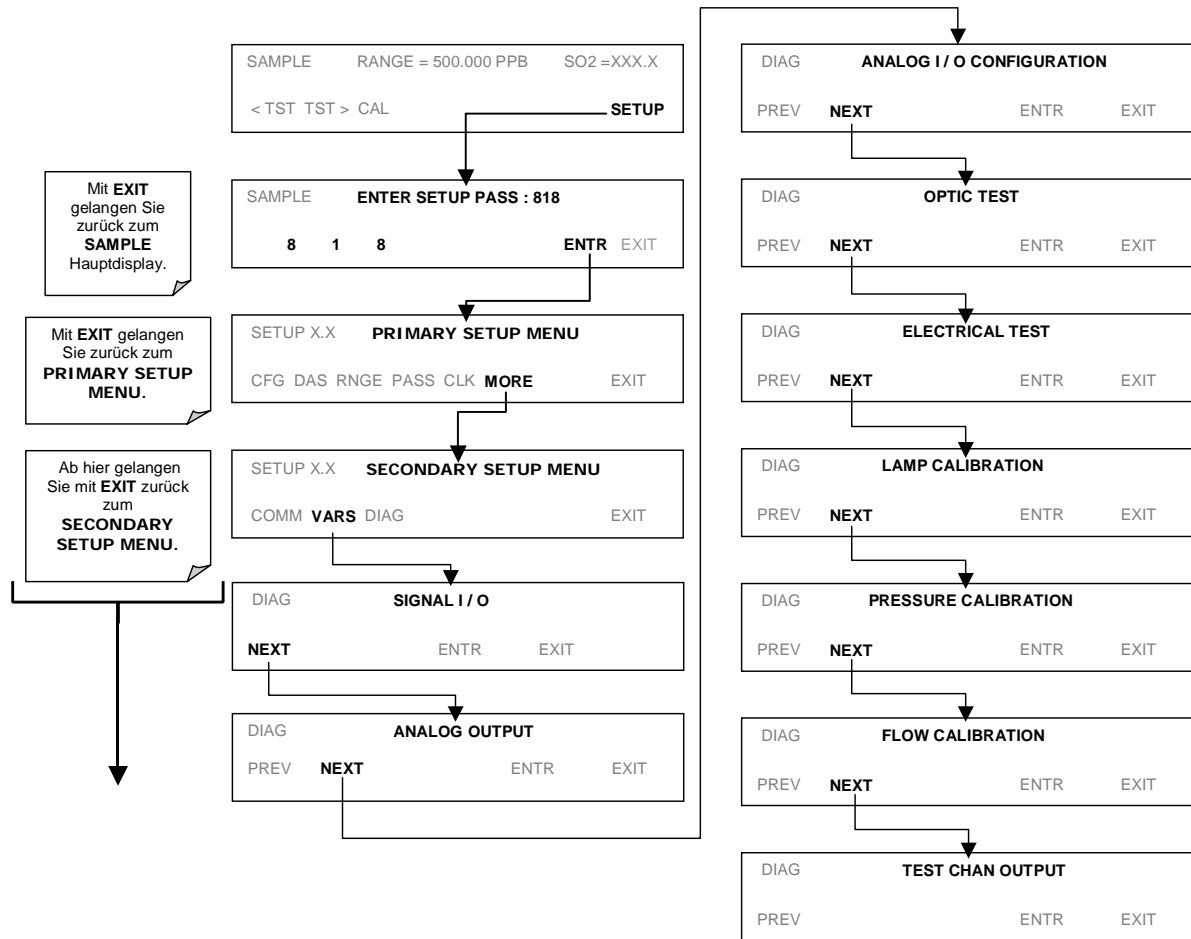 SAMPLE RANGE = 500.000 PPB SO2 =XXX.X
< TST TST > CAL SETUP
Mit EXIT
gelangen Sie
zurück zum
SAMPLE
Hauptdisplay.
SAMPLE ENTER SETUP PASS : 818
8 1 8 ENTR EXIT
Mit EXIT gelangen
Sie zurück zum
PRIMARY SETUP
MENU.
SETUP X.X PRIMARY SETUP MENU
CFG DAS RNGE PASS CLK MORE EXIT
Ab hier gelangen
Sie mit EXIT zurück
zum
SECONDARY
SETUP MENU.
SETUP X.X SECONDARY SETUP MENU
COMM VARS DIAG EXIT
DIAG SIGNAL I / O
NEXT ENTR EXIT
DIAG ANALOG OUTPUT
PREV NEXT ENTR EXIT
DIAG ANALOG I / O CONFIGURATION
PREV NEXT ENTR EXIT
DIAG OPTIC TEST
PREV NEXT ENTR EXIT
DIAG ELECTRICAL TEST
PREV NEXT ENTR EXIT
DIAG LAMP CALIBRATION
PREV NEXT ENTR EXIT
DIAG PRESSURE CALIBRATION
PREV NEXT ENTR EXIT
DIAG FLOW CALIBRATION
PREV NEXT ENTR EXIT
DIAG TEST CHAN OUTPUT
PREV ENTR EXIT